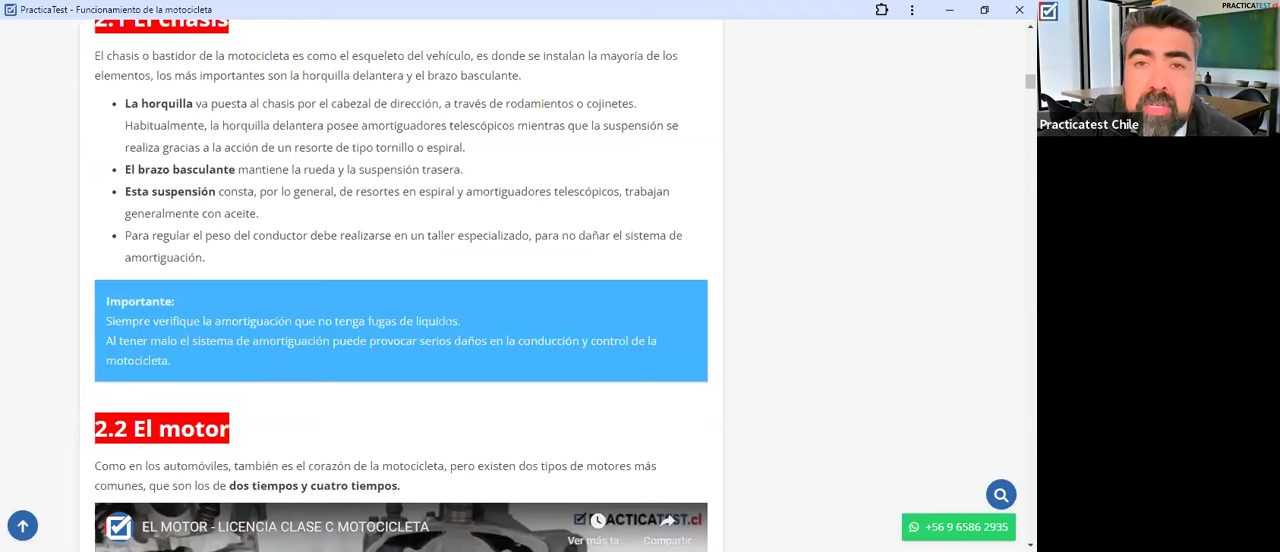 PracticaTest - Funcionamiento de la motocicleta
PRACTICATEST.cl
2.1 El Chasis
El chasis o bastidor de la motocicleta es como el esqueleto del vehículo, es donde se instalan la mayoría de los
elementos, los más importantes son la horquilla delantera y el brazo basculante.
• La horquilla va puesta al chasis por el cabezal de dirección, a través de rodamientos o cojinetes.
Habitualmente, la horquilla delantera posee amortiguadores telescópicos mientras que la suspensión se
realiza gracias a la acción de un resorte de tipo tornillo o espiral.
• El brazo basculante mantiene la rueda y la suspensión trasera.
• Esta suspensión consta, por lo general, de resortes en espiral y amortiguadores telescópicos, trabajan
generalmente con aceite.
• Para regular el peso del conductor debe realizarse en un taller especializado, para no dañar el sistema de
amortiguación.
Importante:
Siempre verifique la amortiguación que no tenga fugas de líquidos.
Al tener malo el sistema de amortiguación puede provocar serios daños en la conducción y control de la
motocicleta.
2.2 El motor
Como en los automóviles, también es el corazón de la motocicleta, pero existen dos tipos de motores más
comunes, que son los de dos tiempos y cuatro tiempos.
EL MOTOR - LICENCIA CLASE C MOTOCICLETA
PRACTICATEST.cl
Ver más ta...
Compartir
+56 9 6586 2935
Practicatest Chile